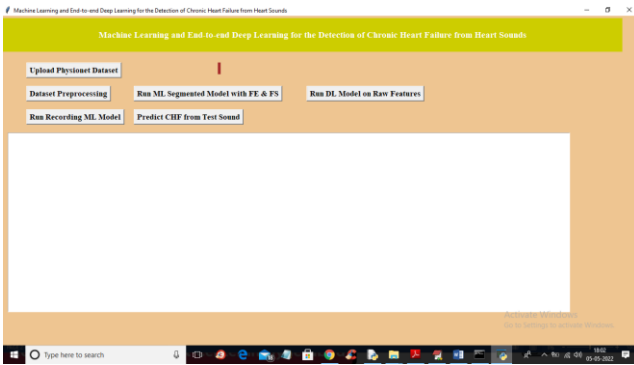 Machine Learning and End-to-end Deep Learning for the Detection of Chronic Heart Failure from Heart Sounds
Machine Learning and End-to-end Deep Learning for the Detection of Chronic Heart Failure from Heart Sounds
Upload Physionet Dataset
Dataset Preprocessing Run ML Segmented Model with FE & FS Run DL Model on Raw Features
Run Recording ML Model Predict CHF from Test Sound
Activate Windows
Go to Settings to activate Windows.
Type here to search
18:02
05-05-2022